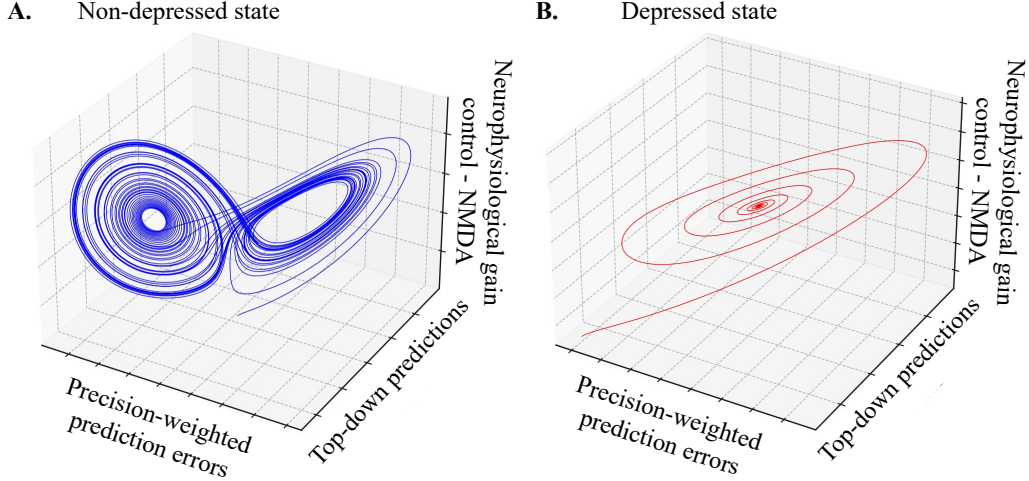 A. Non-depressed state
Neurophysiological gain
control - NMDA
Top-down predictions
Precision-weighted
prediction errors
B. Depressed state
Neurophysiological gain
control - NMDA
Top-down predictions
Precision-weighted
prediction errors